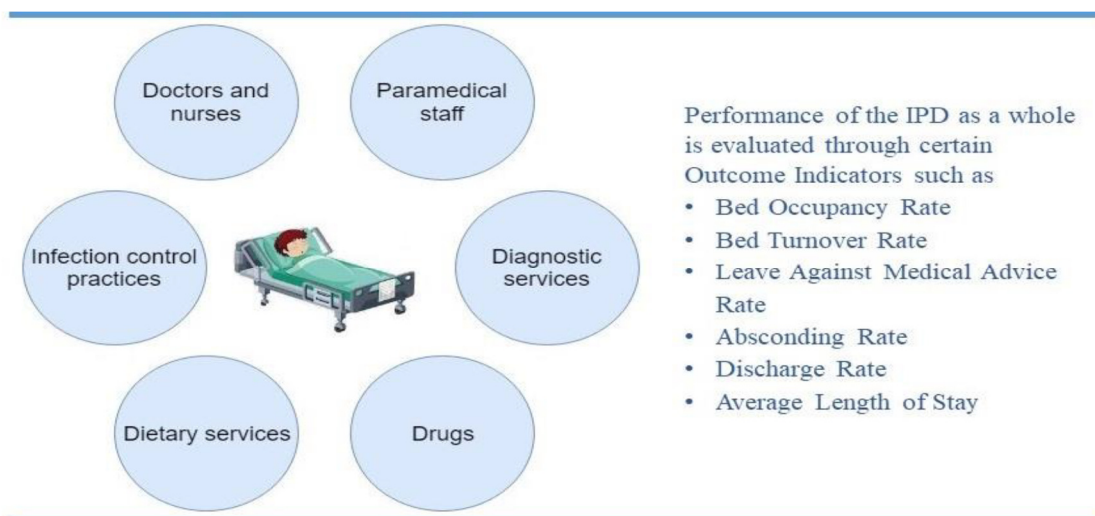 Doctors and
nurses
Paramedical
staff
Infection control
practices
Diagnostic
services
Dietary services
Drugs
Performance of the IPD as a whole
is evaluated through certain
Outcome Indicators such as
• Bed Occupancy Rate
• Bed Turnover Rate
• Leave Against Medical Advice
Rate
• Absconding Rate
• Discharge Rate
• Average Length of Stay